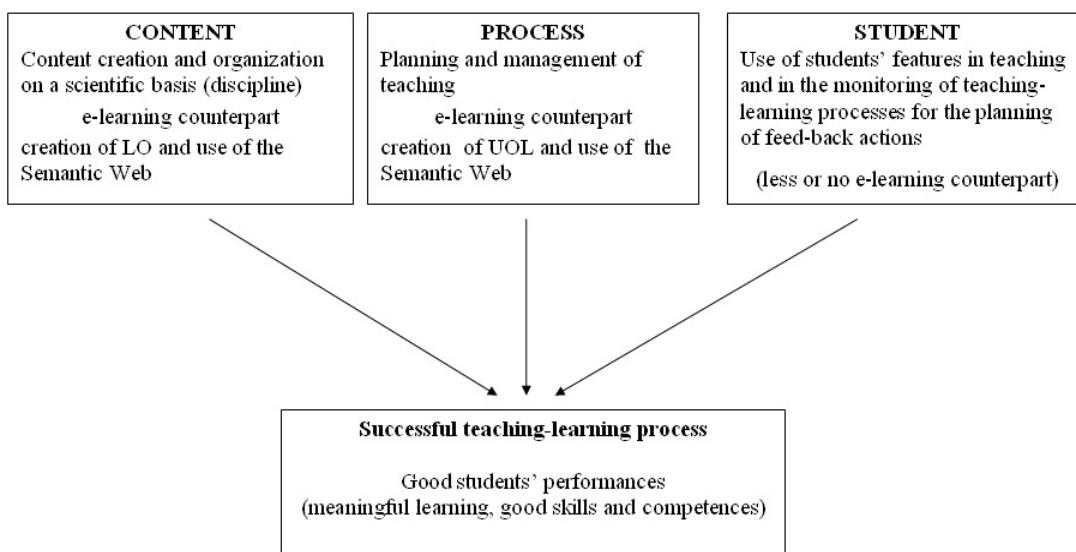 CONTENT
Content creation and organization
on a scientific basis (discipline)
e-learning counterpart
creation of LO and use of the
Semantic Web
PROCESS
Planning and management of
teaching
e-learning counterpart
creation of UOL and use of the
Semantic Web
STUDENT
Use of students' features in teaching
and in the monitoring of teaching-
learning processes for the planning
of feed-back actions
(less or no e-learning counterpart)
Successful teaching-learning process
Good students' performances
(meaningful learning, good skills and competences)